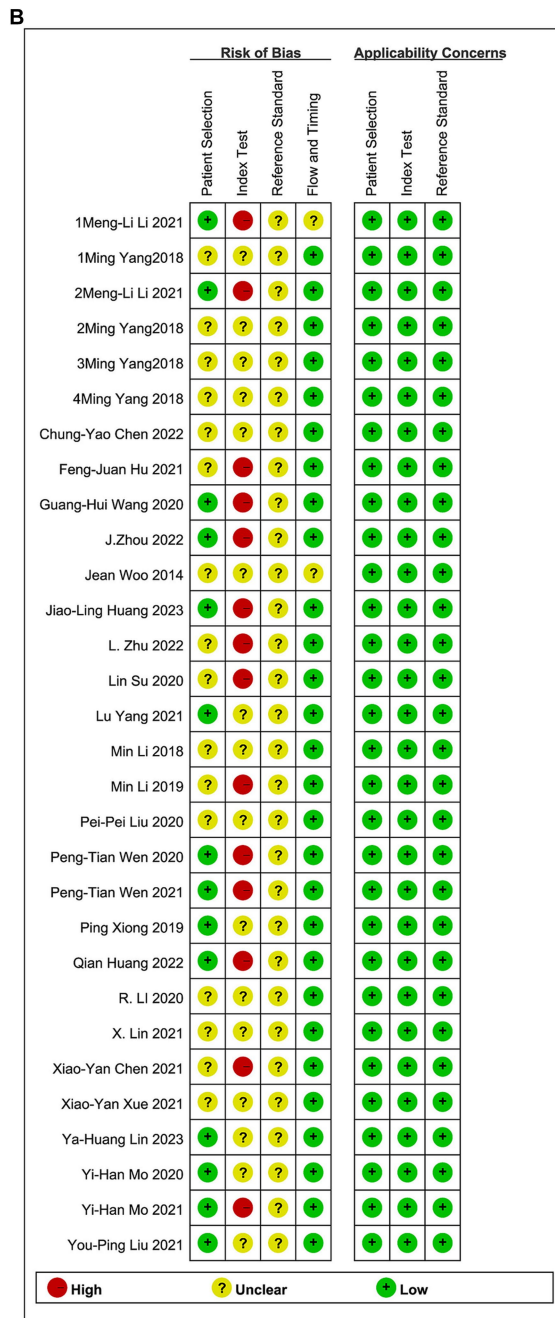 B
Risk of Bias Applicability Concerns
Patient Selection Index Test Reference Standard Flow and Timing Patient Selection Index Test Reference Standard
1Meng-Li Li 2021 + - ? ? + + +
1Ming Yang2018 ? ? ? + + + +
2Meng-Li Li 2021 + - ? + + + +
2Ming Yang2018 ? ? ? + + + +
3Ming Yang2018 ? ? ? + + + +
4Ming Yang 2018 ? ? ? + + + +
Chung-Yao Chen 2022 ? ? ? + + + +
Feng-Juan Hu 2021 ? - ? + + + +
Guang-Hui Wang 2020 + - ? + + + +
J.Zhou 2022 + - ? + + + +
Jean Woo 2014 ? ? ? ? + + +
Jiao-Ling Huang 2023 + - ? + + + +
L. Zhu 2022 ? - ? + + + +
Lin Su 2020 ? - ? + + + +
Lu Yang 2021 + ? ? + + + +
Min Li 2018 ? ? ? + + + +
Min Li 2019 ? - ? + + + +
Pei-Pei Liu 2020 ? ? ? + + + +
Peng-Tian Wen 2020 + - ? + + + +
Peng-Tian Wen 2021 + - ? + + + +
Ping Xiong 2019 + ? ? + + + +
Qian Huang 2022 + - ? + + + +
R. LI 2020 ? ? ? + + + +
X. Lin 2021 ? ? ? + + + +
Xiao-Yan Chen 2021 ? - ? + + + +
Xiao-Yan Xue 2021 ? ? ? + + + +
Ya-Huang Lin 2023 + ? ? + + + +
Yi-Han Mo 2020 + ? ? + + + +
Yi-Han Mo 2021 + - ? + + + +
You-Ping Liu 2021 + ? ? + + + +
- High ? Unclear + Low